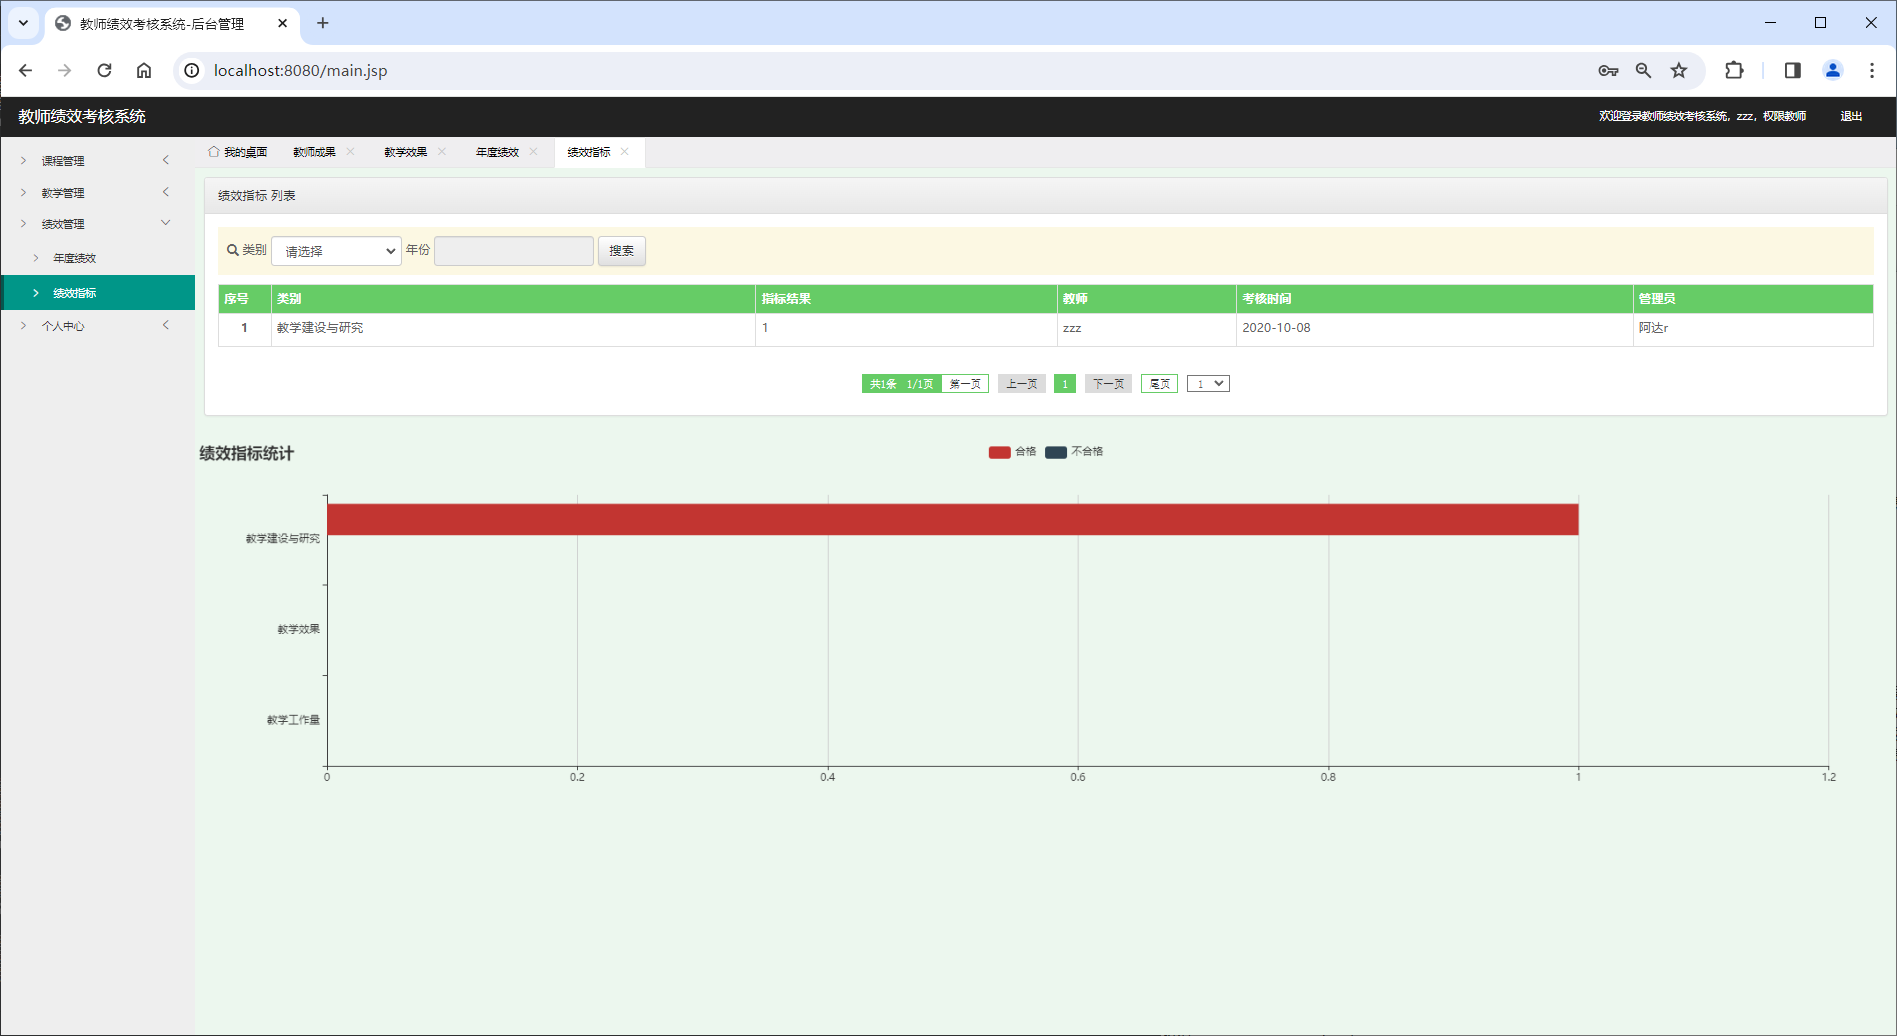 教师绩效考核系统-后台管理
localhost:8080/main.jsp
教师绩效考核系统
欢迎登录教师绩效考核系统，zzz，权限教师 退出
课程管理
教学管理
绩效管理
年度绩效
绩效指标
个人中心
我的桌面 教师成果 教学效果 年度绩效 绩效指标
绩效指标 列表
类别 请选择 年份 搜索
序号 类别 指标结果 教师 考核时间 管理员
1 教学建设与研究 1 zzz 2020-10-08 阿达r
共1条 1/1页 第一页 上一页 1 下一页 尾页 1
绩效指标统计
合格 不合格
教学建设与研究
教学效果
教学工作量
0 0.2 0.4 0.6 0.8 1 1.2